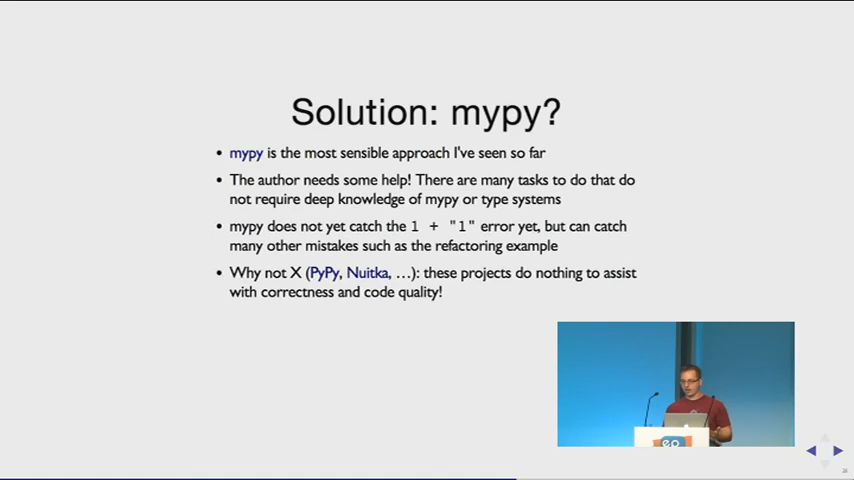 Solution: mypy?
• mypy is the most sensible approach I've seen so far
• The author needs some help! There are many tasks to do that do
not require deep knowledge of mypy or type systems
• mypy does not yet catch the 1 + "1" error yet, but can catch
many other mistakes such as the refactoring example
• Why not X (PyPy, Nuitka, …): these projects do nothing to assist
with correctness and code quality!
ep